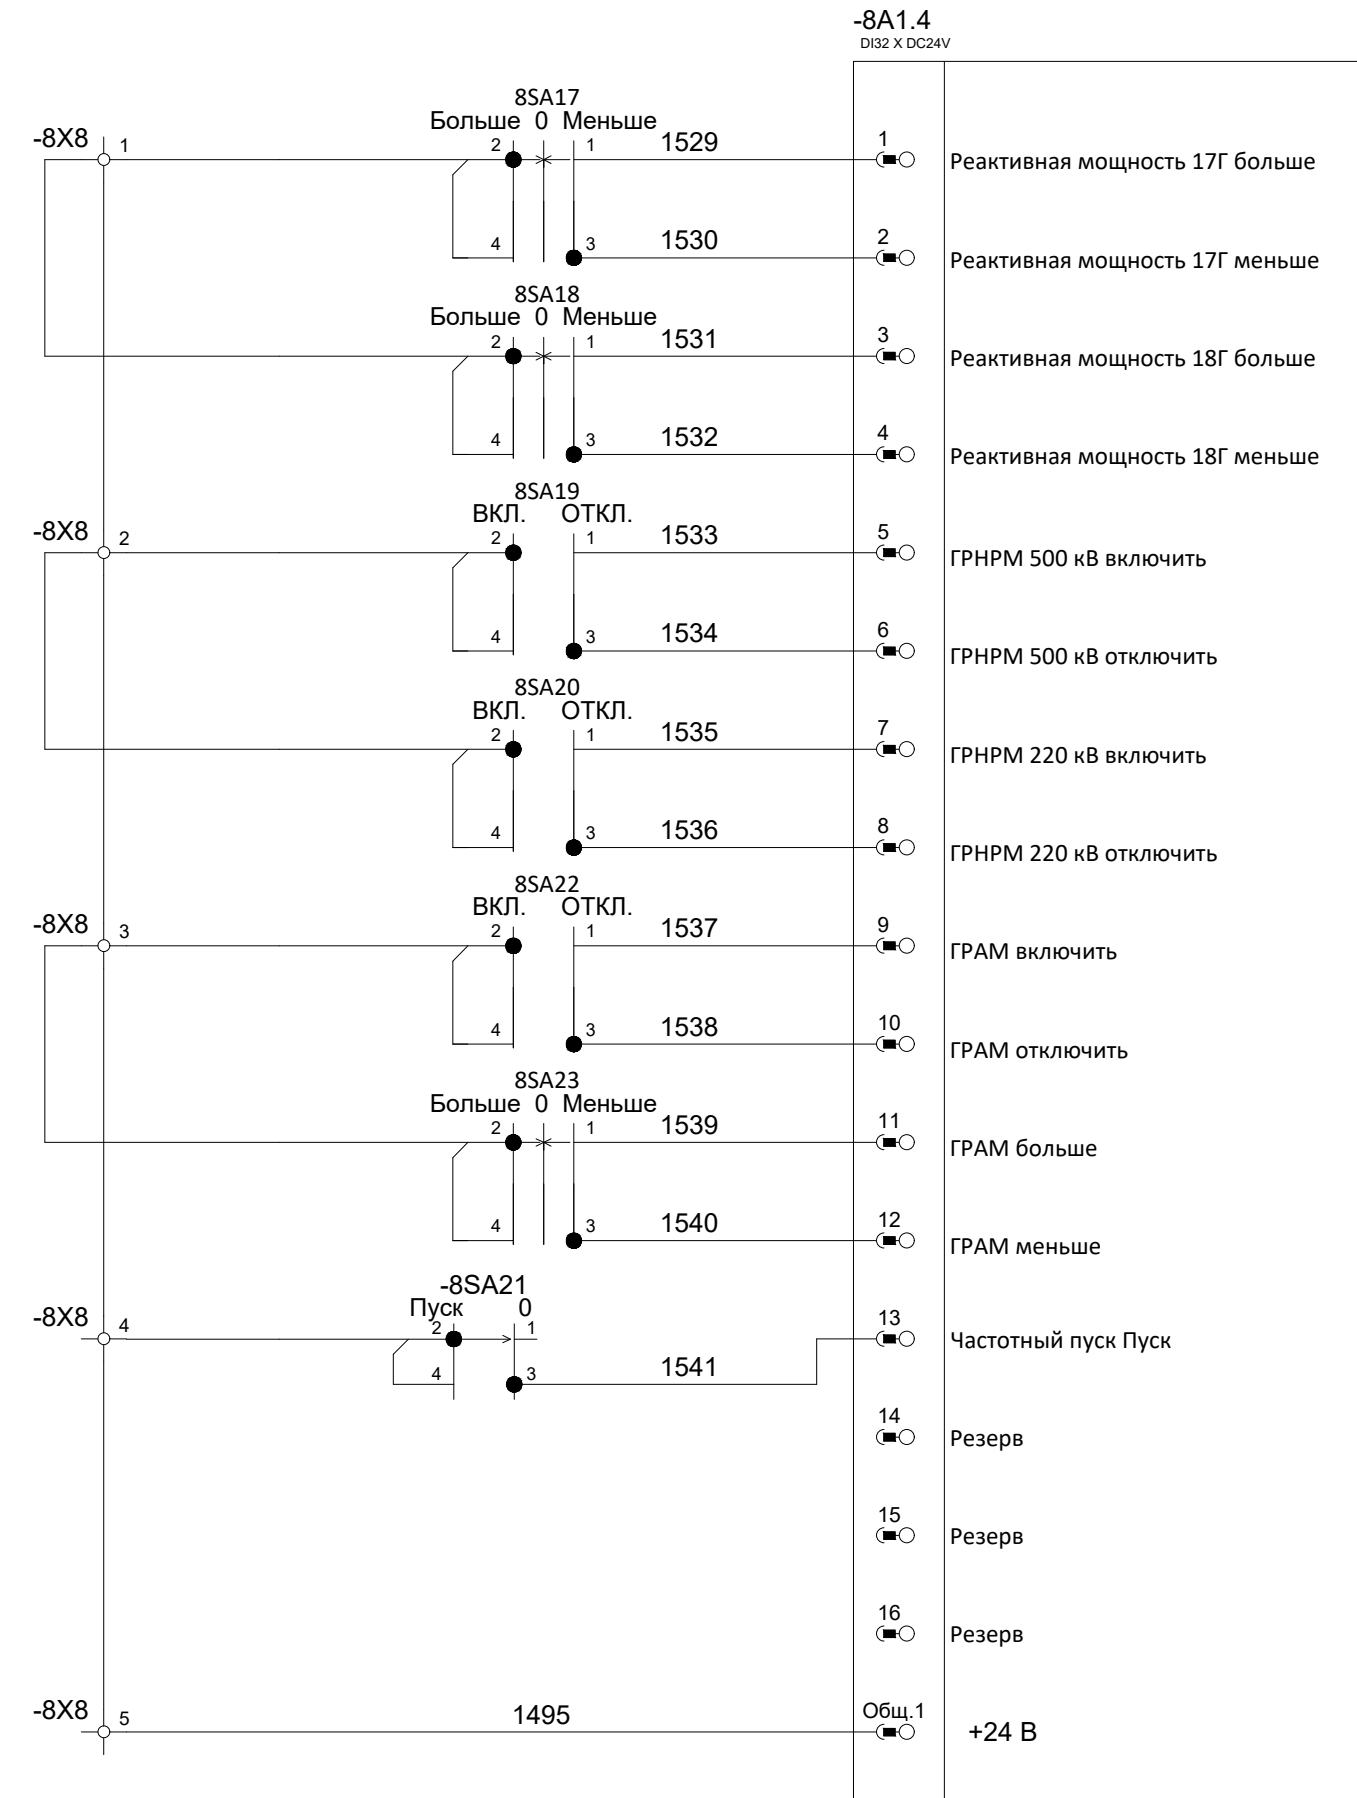 -8А1.4
DI32 X DC24V
8SA17
Больше 0 Меньше
-8X8 1 2 1 1529 1 Реактивная мощность 17Г больше
4 3 1530 2 Реактивная мощность 17Г меньше
8SA18
Больше 0 Меньше
2 1 1531 3 Реактивная мощность 18Г больше
4 3 1532 4 Реактивная мощность 18Г меньше
8SA19
ВКЛ. ОТКЛ.
-8X8 2 2 1 1533 5 ГРНРМ 500 кВ включить
4 3 1534 6 ГРНРМ 500 кВ отключить
8SA20
ВКЛ. ОТКЛ.
2 1 1535 7 ГРНРМ 220 кВ включить
4 3 1536 8 ГРНРМ 220 кВ отключить
8SA22
ВКЛ. ОТКЛ.
-8X8 3 2 1 1537 9 ГРАМ включить
4 3 1538 10 ГРАМ отключить
8SA23
Больше 0 Меньше
2 1 1539 11 ГРАМ больше
4 3 1540 12 ГРАМ меньше
-8SA21
Пуск 0
-8X8 4 2 1 13 Частотный пуск Пуск
4 3 1541
14 Резерв
15 Резерв
16 Резерв
-8X8 5 1495 Общ.1 +24 В